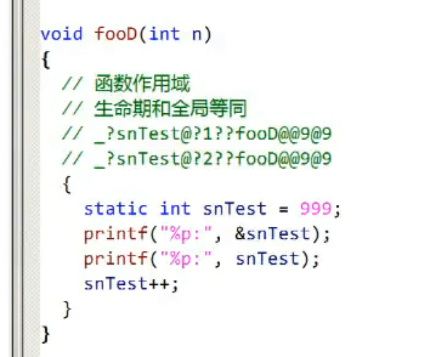 void fooD(int n)
{
// 函数作用域
// 生命期和全局等同
// _?snTest@?1??fooD@@9@9
// _?snTest@?2??fooD@@9@9
{
static int snTest = 999;
printf("%p:", &snTest);
printf("%p:", snTest);
snTest++;
}
}